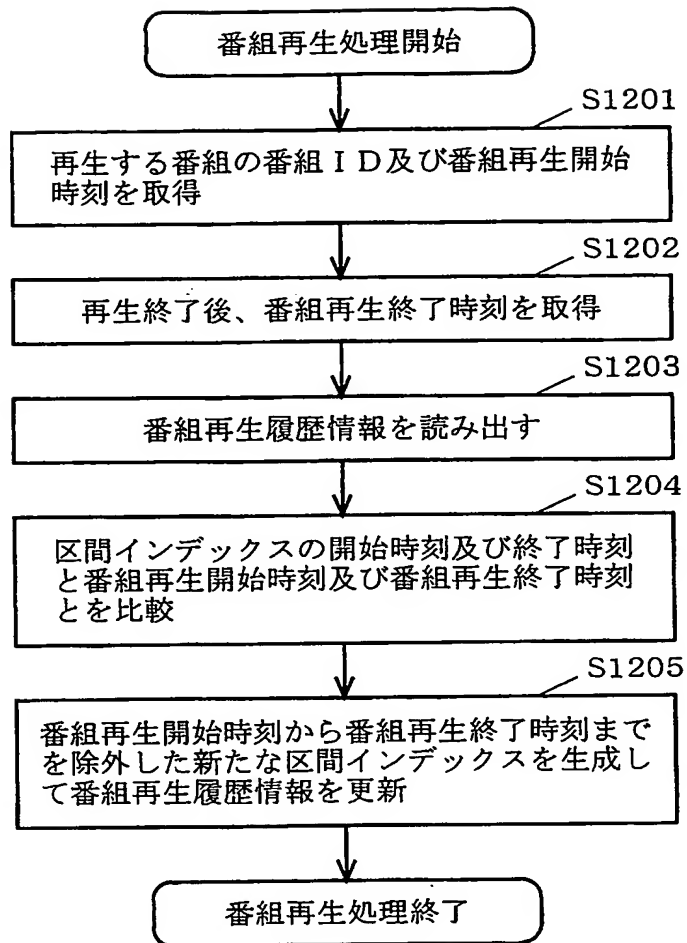 番組再生処理開始
S1201
再生する番組の番組ＩＤ及び番組再生開始
時刻を取得
S1202
再生終了後、番組再生終了時刻を取得
S1203
番組再生履歴情報を読み出す
S1204
区間インデックスの開始時刻及び終了時刻
と番組再生開始時刻及び番組再生終了時刻
とを比較
S1205
番組再生開始時刻から番組再生終了時刻まで
を除外した新たな区間インデックスを生成し
て番組再生履歴情報を更新
番組再生処理終了